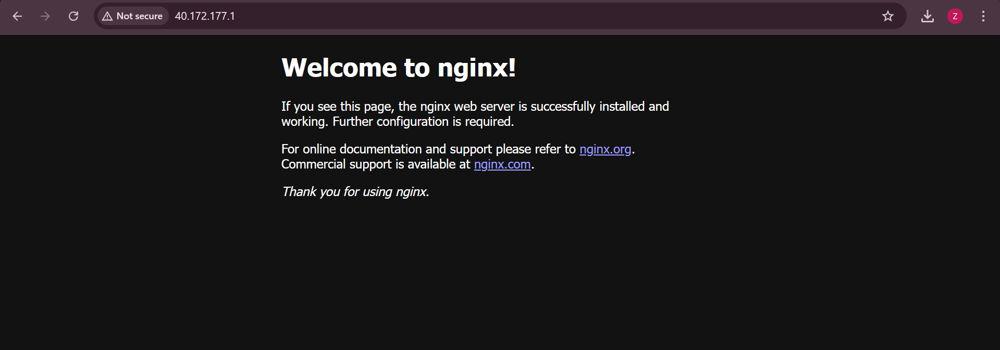 Not secure 40.172.177.1
Z
Welcome to nginx!
If you see this page, the nginx web server is successfully installed and
working. Further configuration is required.
For online documentation and support please refer to nginx.org.
Commercial support is available at nginx.com.
Thank you for using nginx.